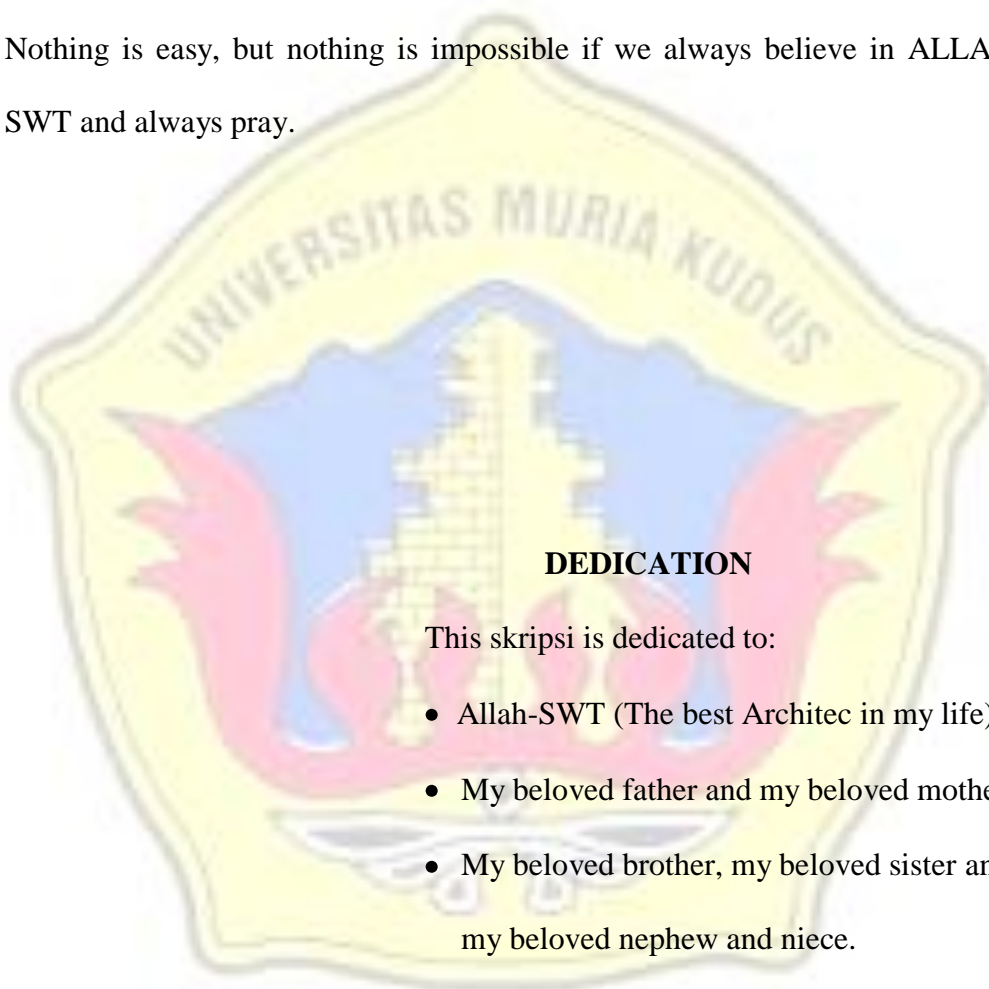 Nothing is easy, but nothing is impossible if we always believe in ALLA
SWT and always pray.
UNIVERSITAS MURIA KUDUS
DEDICATION
This skripsi is dedicated to:
• Allah-SWT (The best Architec in my life)
• My beloved father and my beloved mothe
• My beloved brother, my beloved sister an
my beloved nephew and niece.